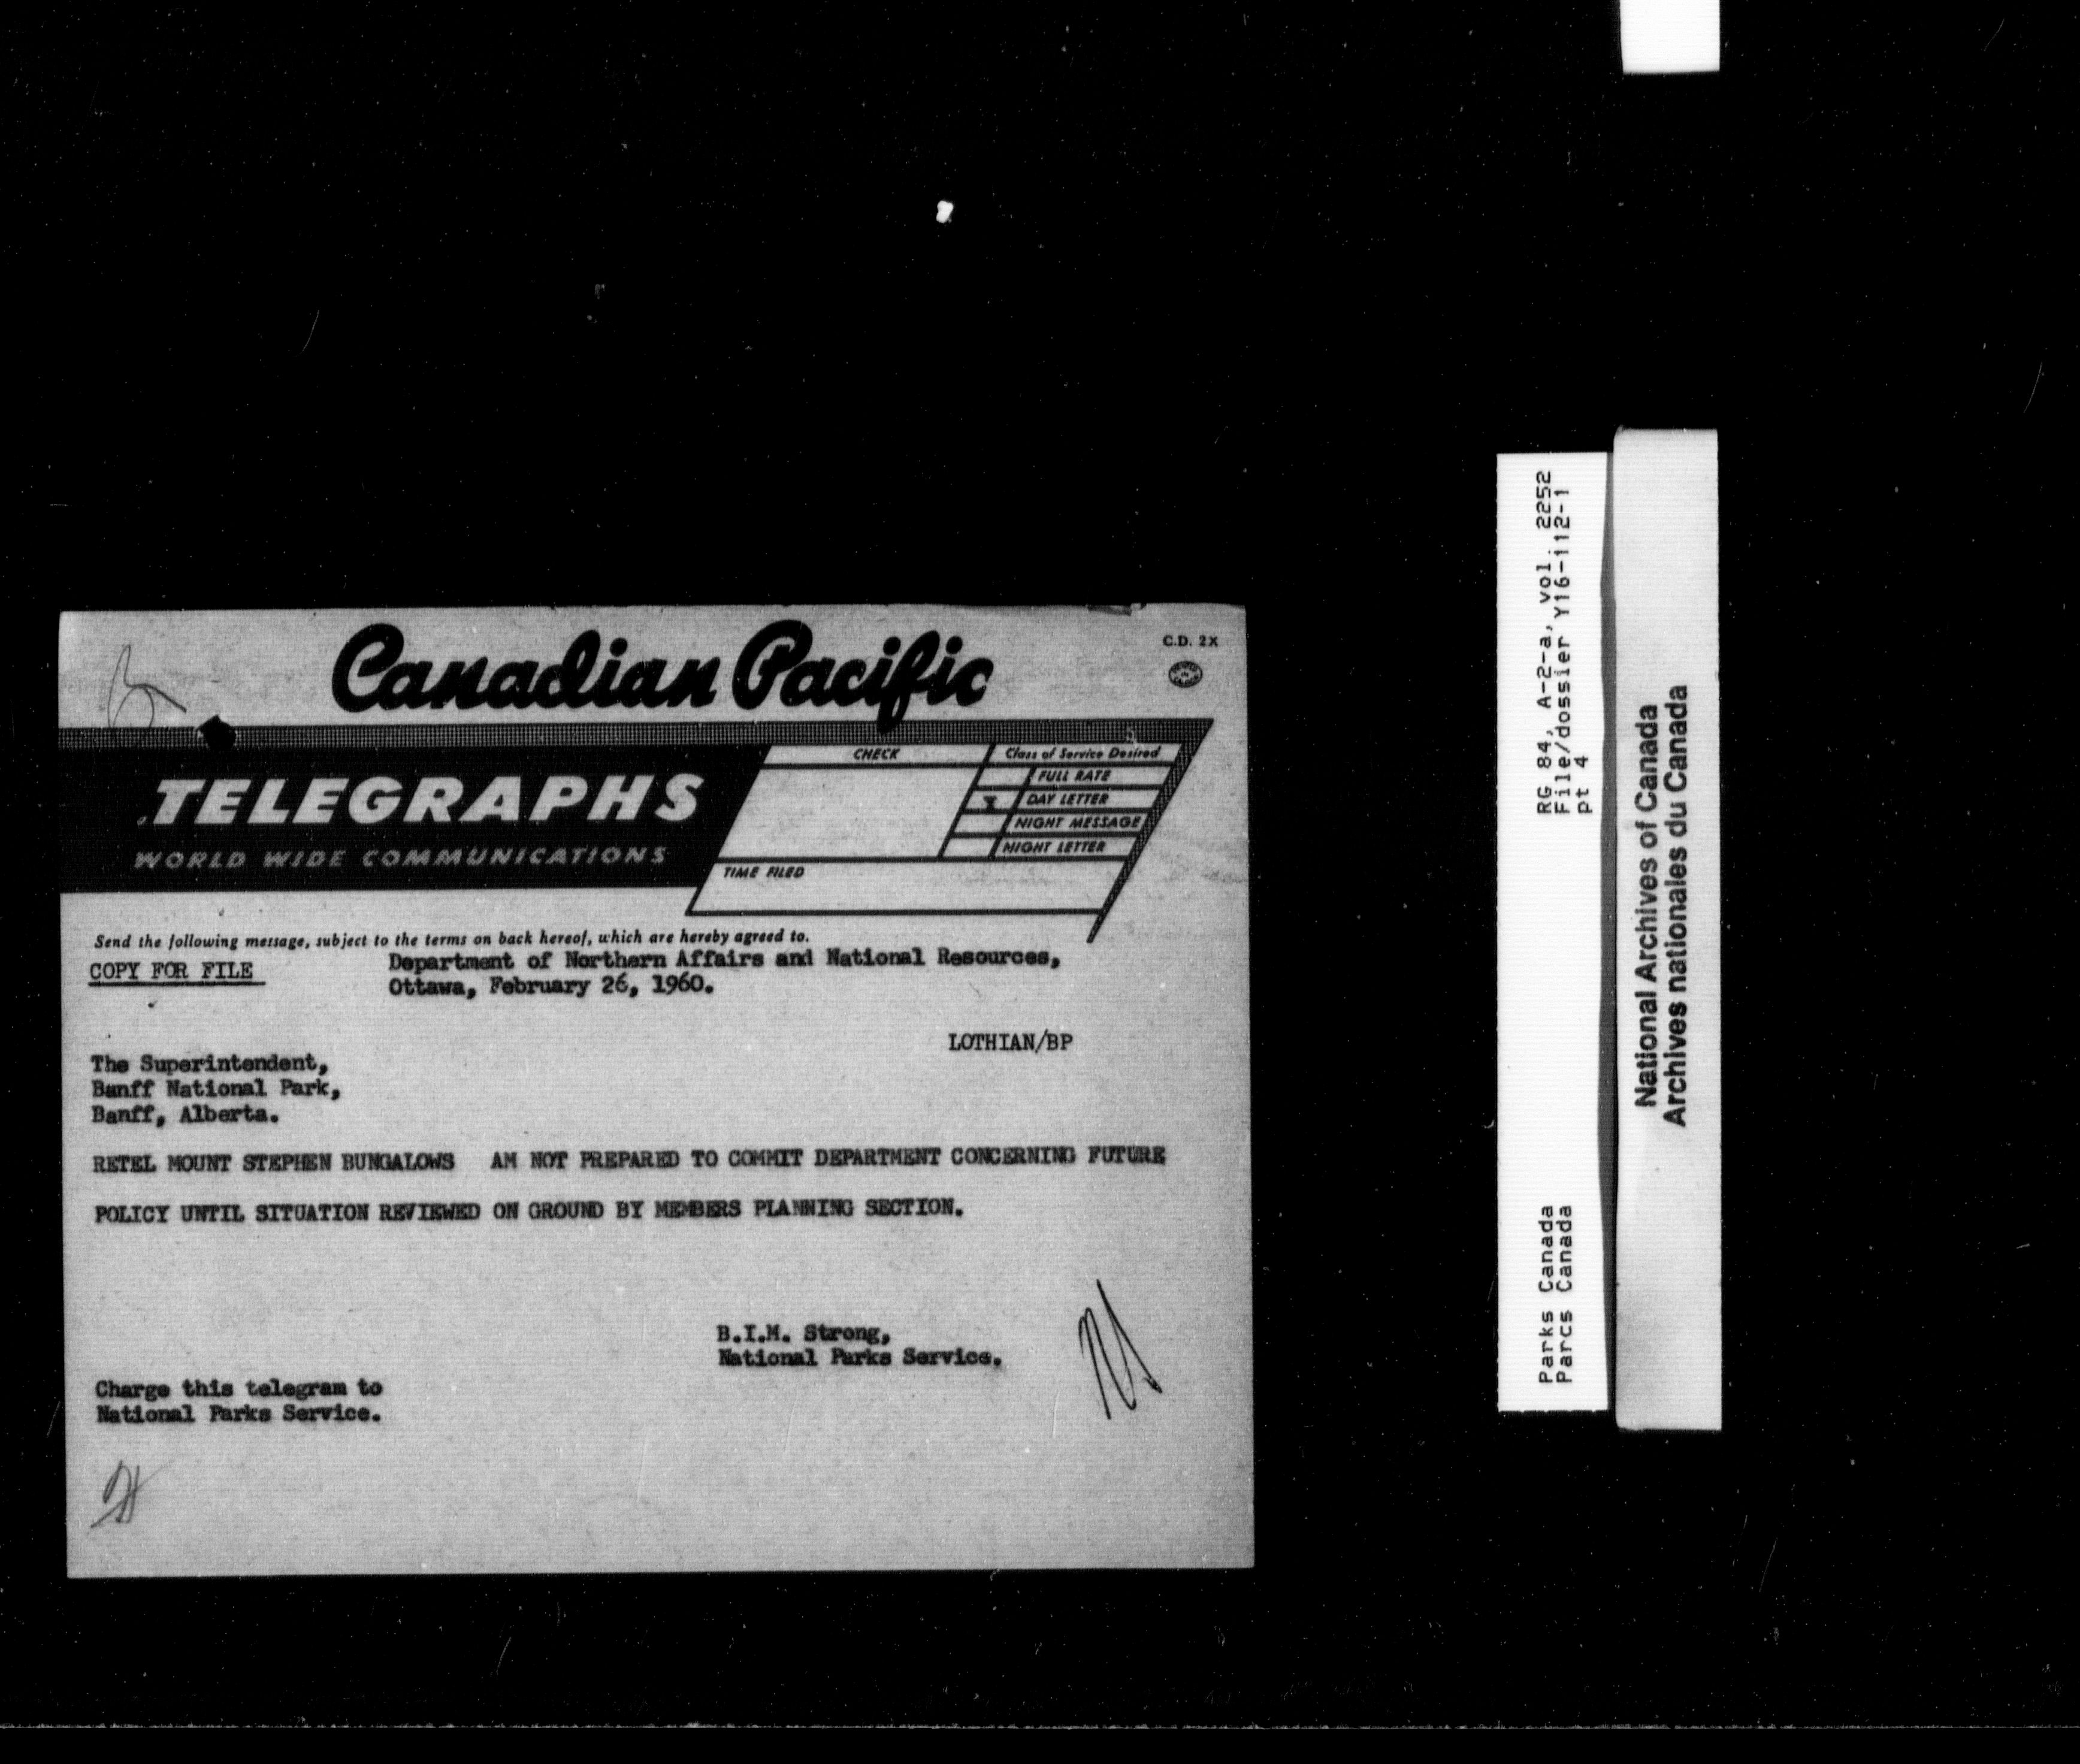 Canadian Pacific
C.D. 2X
TELEGRAPHS
WORLD WIDE COMMUNICATIONS
CHECK
Class of Service Desired
FULL RATE
DAY LETTER
NIGHT MESSAGE
NIGHT LETTER
TIME FILED
Send the following message, subject to the terms on back hereof, which are hereby agreed to.
COPY FOR FILE
Department of Northern Affairs and National Resources,
Ottawa, February 26, 1960.
LOTHIAN/BP
The Superintendent,
Banff National Park,
Banff, Alberta.
RETEL MOUNT STEPHEN BUNGALOWS AM NOT PREPARED TO COMMIT DEPARTMENT CONCERNING FUTURE
POLICY UNTIL SITUATION REVIEWED ON GROUND BY MEMBERS PLANNING SECTION.
B.I.M. Strong,
National Parks Service.
Charge this telegram to
National Parks Service.
RG 84, A-2-a, vol. 2252
File/dossier Y16-112-1
pt 4
Parks Canada
Parcs Canada
National Archives of Canada
Archives nationales du Canada